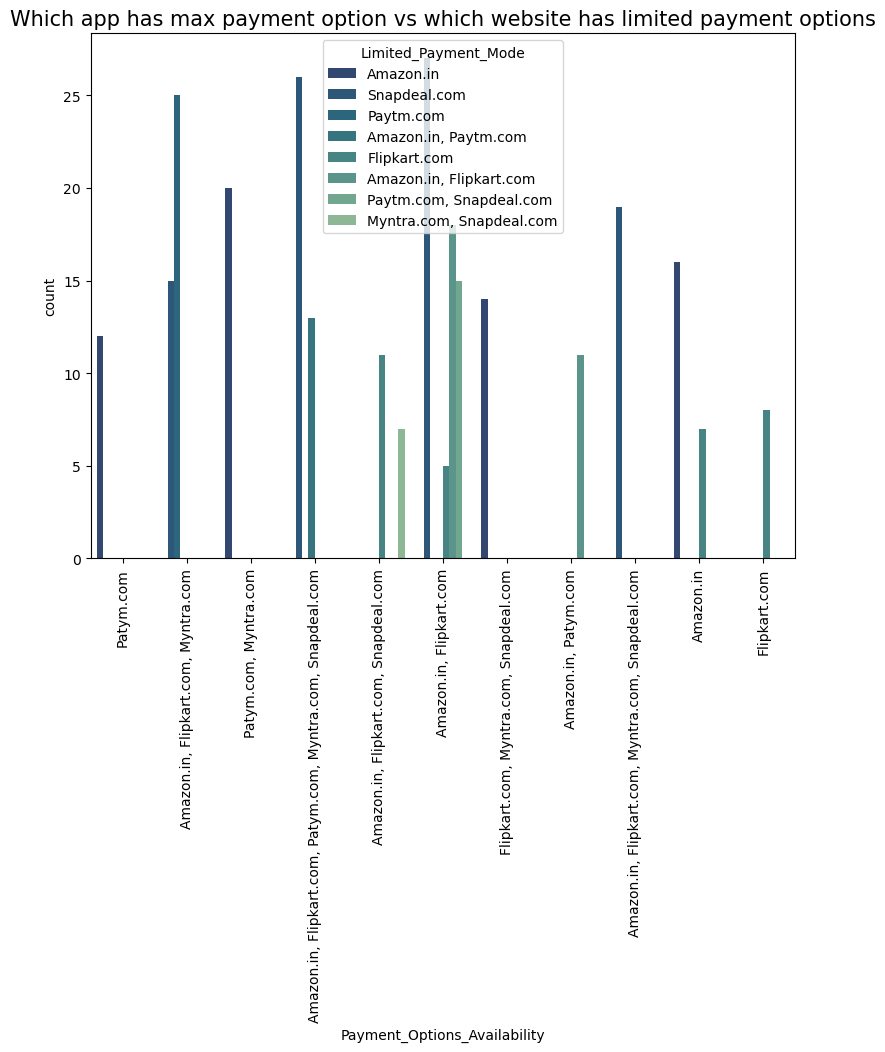 Which app has max payment option vs which website has limited payment options
Limited_Payment_Mode
Amazon.in
Snapdeal.com
Paytm.com
Amazon.in, Paytm.com
Flipkart.com
Amazon.in, Flipkart.com
Paytm.com, Snapdeal.com
Myntra.com, Snapdeal.com
25
20
15
10
5
0
count
Patym.com
Amazon.in, Flipkart.com, Myntra.com
Patym.com, Myntra.com
Amazon.in, Flipkart.com, Patym.com, Myntra.com, Snapdeal.com
Amazon.in, Flipkart.com, Snapdeal.com
Amazon.in, Flipkart.com
Flipkart.com, Myntra.com, Snapdeal.com
Amazon.in, Patym.com
Amazon.in, Flipkart.com, Myntra.com, Snapdeal.com
Amazon.in
Flipkart.com
Payment_Options_Availability